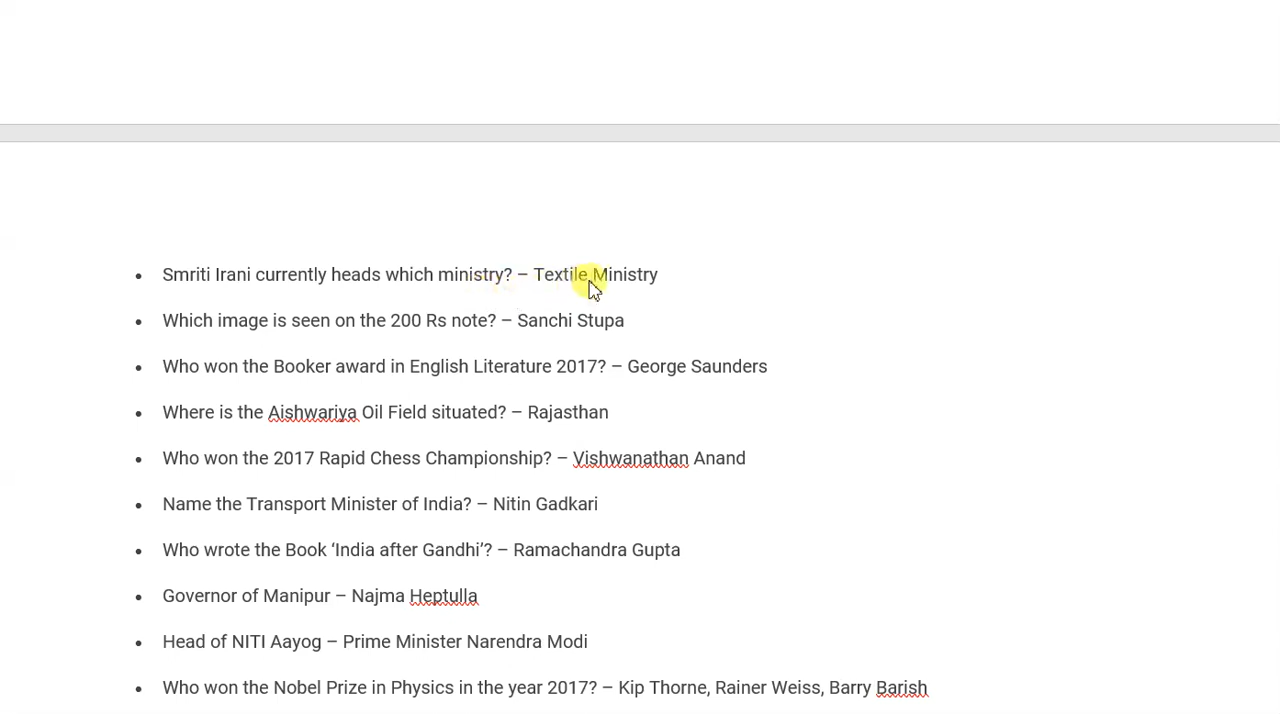 • Smriti Irani currently heads which ministry? – Textile Ministry
• Which image is seen on the 200 Rs note? – Sanchi Stupa
• Who won the Booker award in English Literature 2017? – George Saunders
• Where is the Aishwariya Oil Field situated? – Rajasthan
• Who won the 2017 Rapid Chess Championship? – Vishwanathan Anand
• Name the Transport Minister of India? – Nitin Gadkari
• Who wrote the Book ‘India after Gandhi’? – Ramachandra Gupta
• Governor of Manipur – Najma Heptulla
• Head of NITI Aayog – Prime Minister Narendra Modi
• Who won the Nobel Prize in Physics in the year 2017? – Kip Thorne, Rainer Weiss, Barry Barish